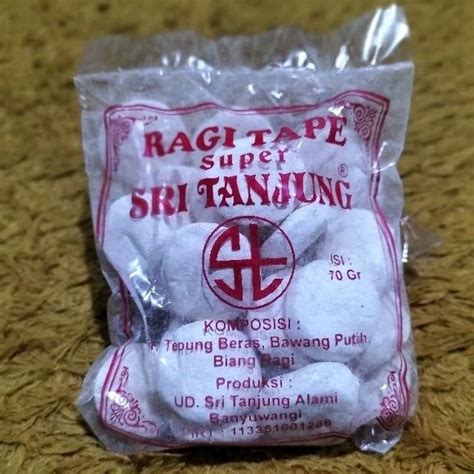 RAGI TAPE
super
SRI TANJUNG ®
ISI :
70 Gr
KOMPOSISI :
Tepung Beras, Bawang Putih,
Biang Ragi
Produksi :
UD. Sri Tanjung Alami
Banyuwangi